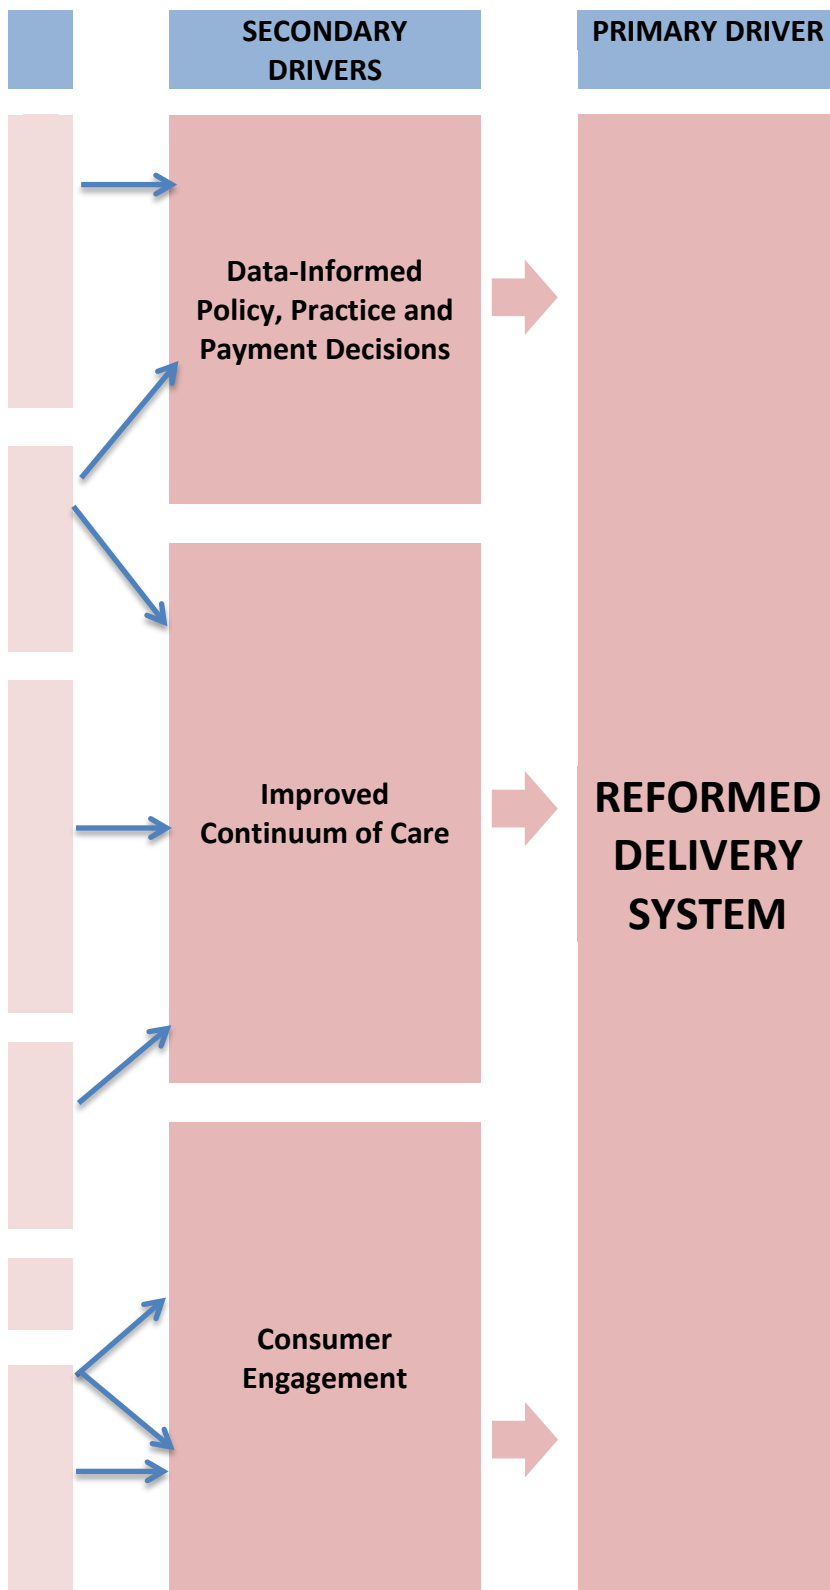 SECONDARY
DRIVERS
PRIMARY DRIVER
Data-Informed
Policy, Practice and
Payment Decisions
Improved
Continuum of Care
REFORMED
DELIVERY
SYSTEM
Consumer
Engagement